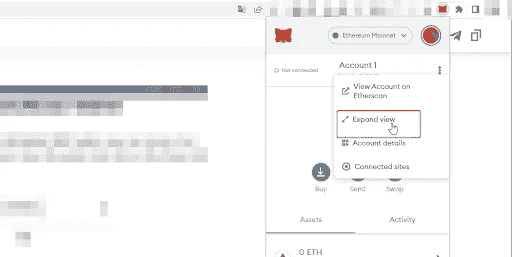 Ethereum Mainnet
Not connected
Account 1
View Account on
Etherscan
Expand view
Account details
Connected sites
Buy
Send
Swap
Assets
Activity
0 ETH